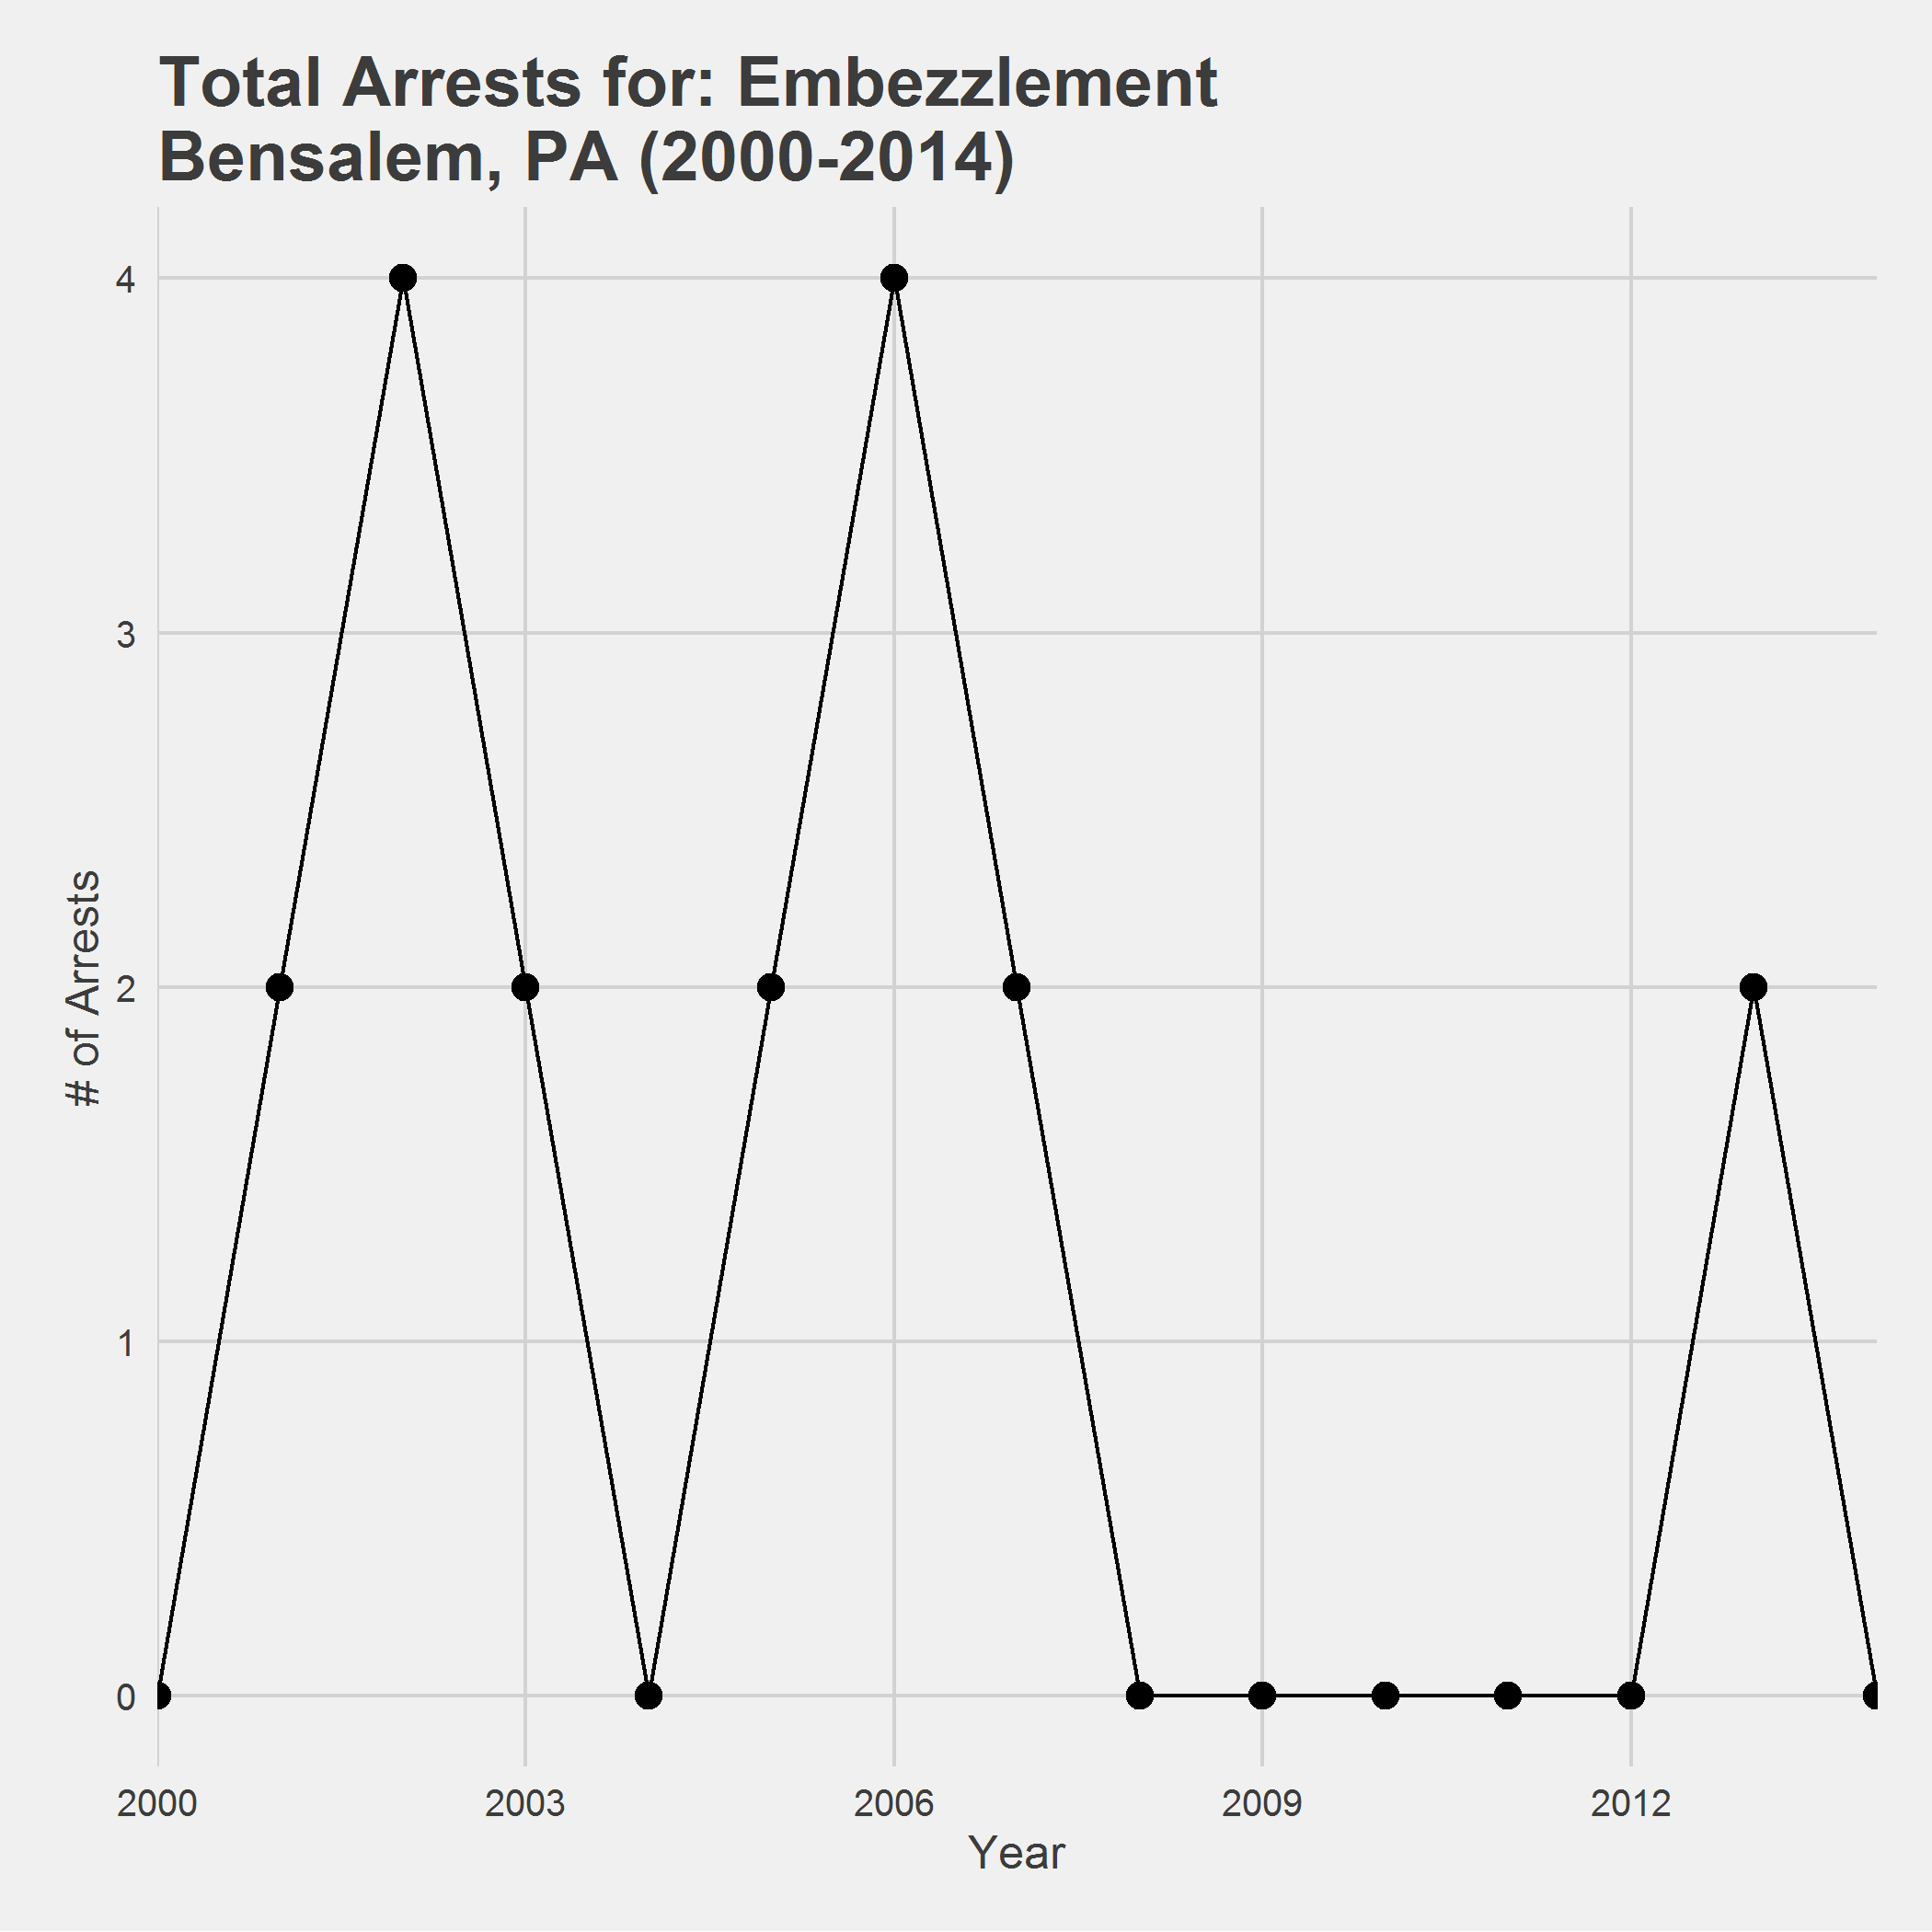 Total Arrests for: Embezzlement
Bensalem, PA (2000-2014)
4
3
2
1
0
# of Arrests
2000 2003 2006 2009 2012
Year